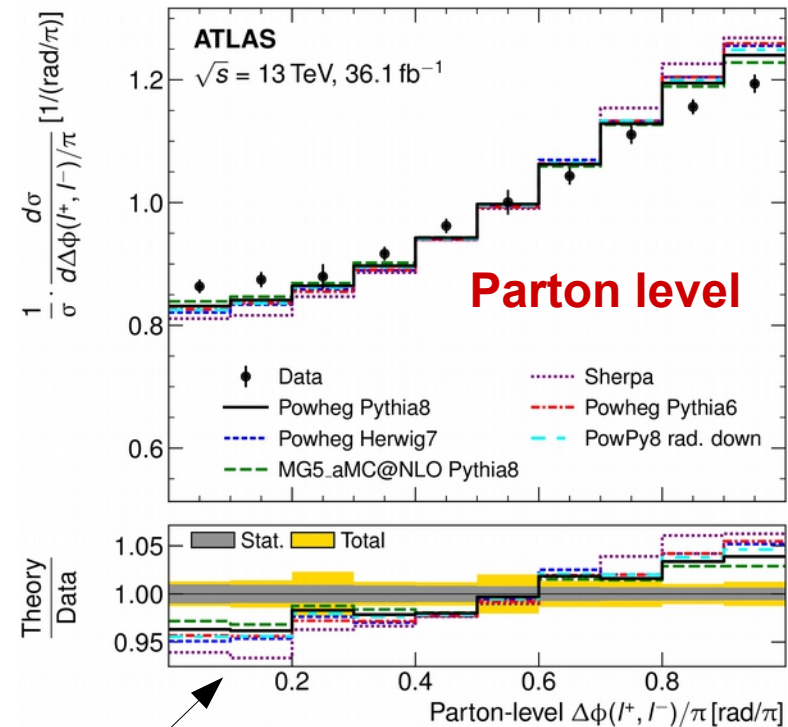 ATLAS
√s = 13 TeV, 36.1 fb⁻¹
1/σ · dσ/dΔϕ(l⁺, l⁻)/π [1/(rad/π)]
1.2
1.0
0.8
0.6
Parton level
Data
Powheg Pythia8
Powheg Herwig7
MG5_aMC@NLO Pythia8
Sherpa
Powheg Pythia6
PowPy8 rad. down
Theory
Data
1.05
1.00
0.95
Stat.
Total
0.2 0.4 0.6 0.8
Parton-level Δϕ(l⁺, l⁻)/π [rad/π]